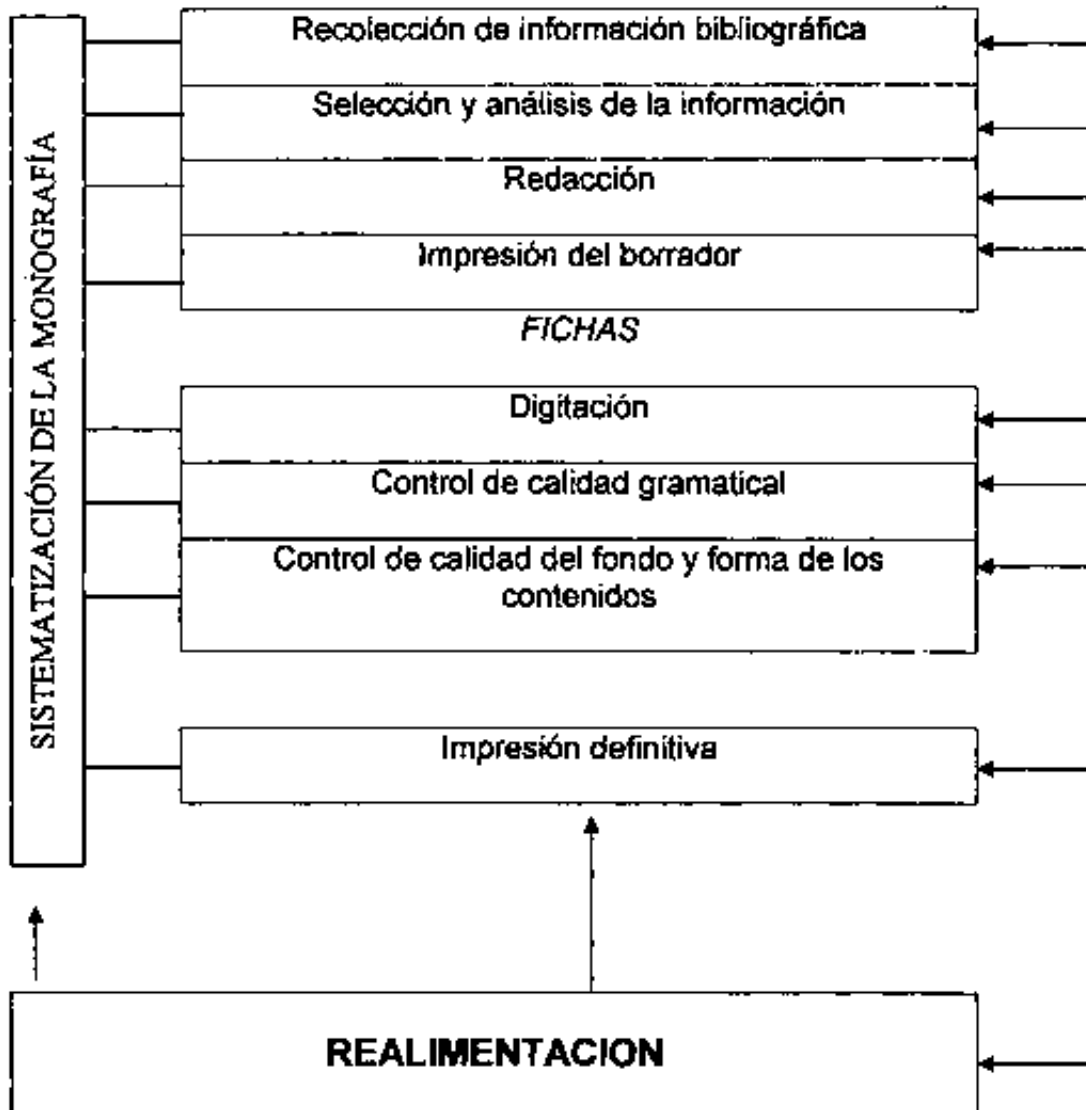 SISTEMATIZACIÓN DE LA MONOGRAFÍA
Recolección de información bibliográfica
Selección y análisis de la información
Redacción
Impresión del borrador
FICHAS
Digitación
Control de calidad gramatical
Control de calidad del fondo y forma de los
contenidos
Impresión definitiva
REALIMENTACION